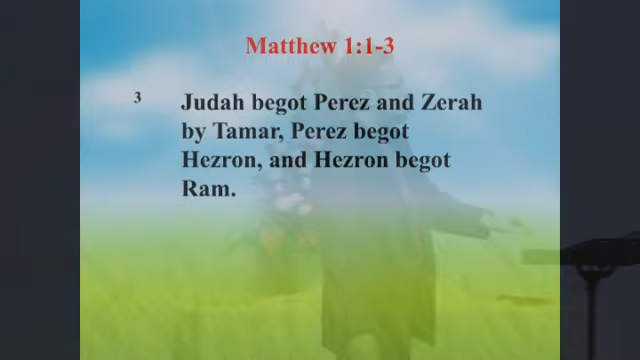 Matthew 1:1-3
3 Judah begot Perez and Zerah
by Tamar, Perez begot
Hezron, and Hezron begot
Ram.